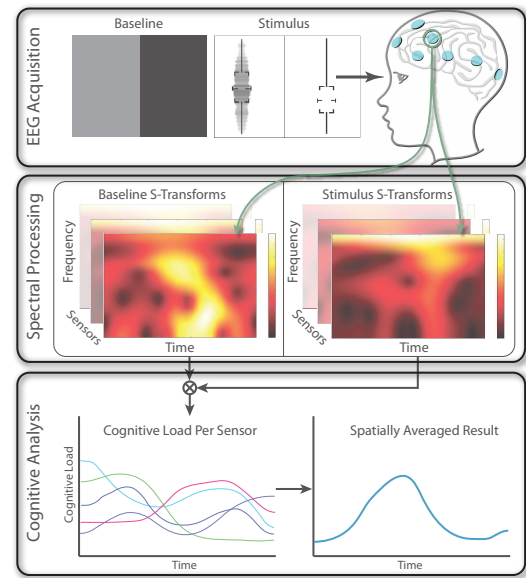 EEG Acquisition
Baseline
Stimulus
Spectral Processing
Baseline S-Transforms
Stimulus S-Transforms
Frequency
Sensors
Time
Frequency
Sensors
Time
Cognitive Analysis
Cognitive Load Per Sensor
Spatially Averaged Result
Cognitive Load
Time
Time